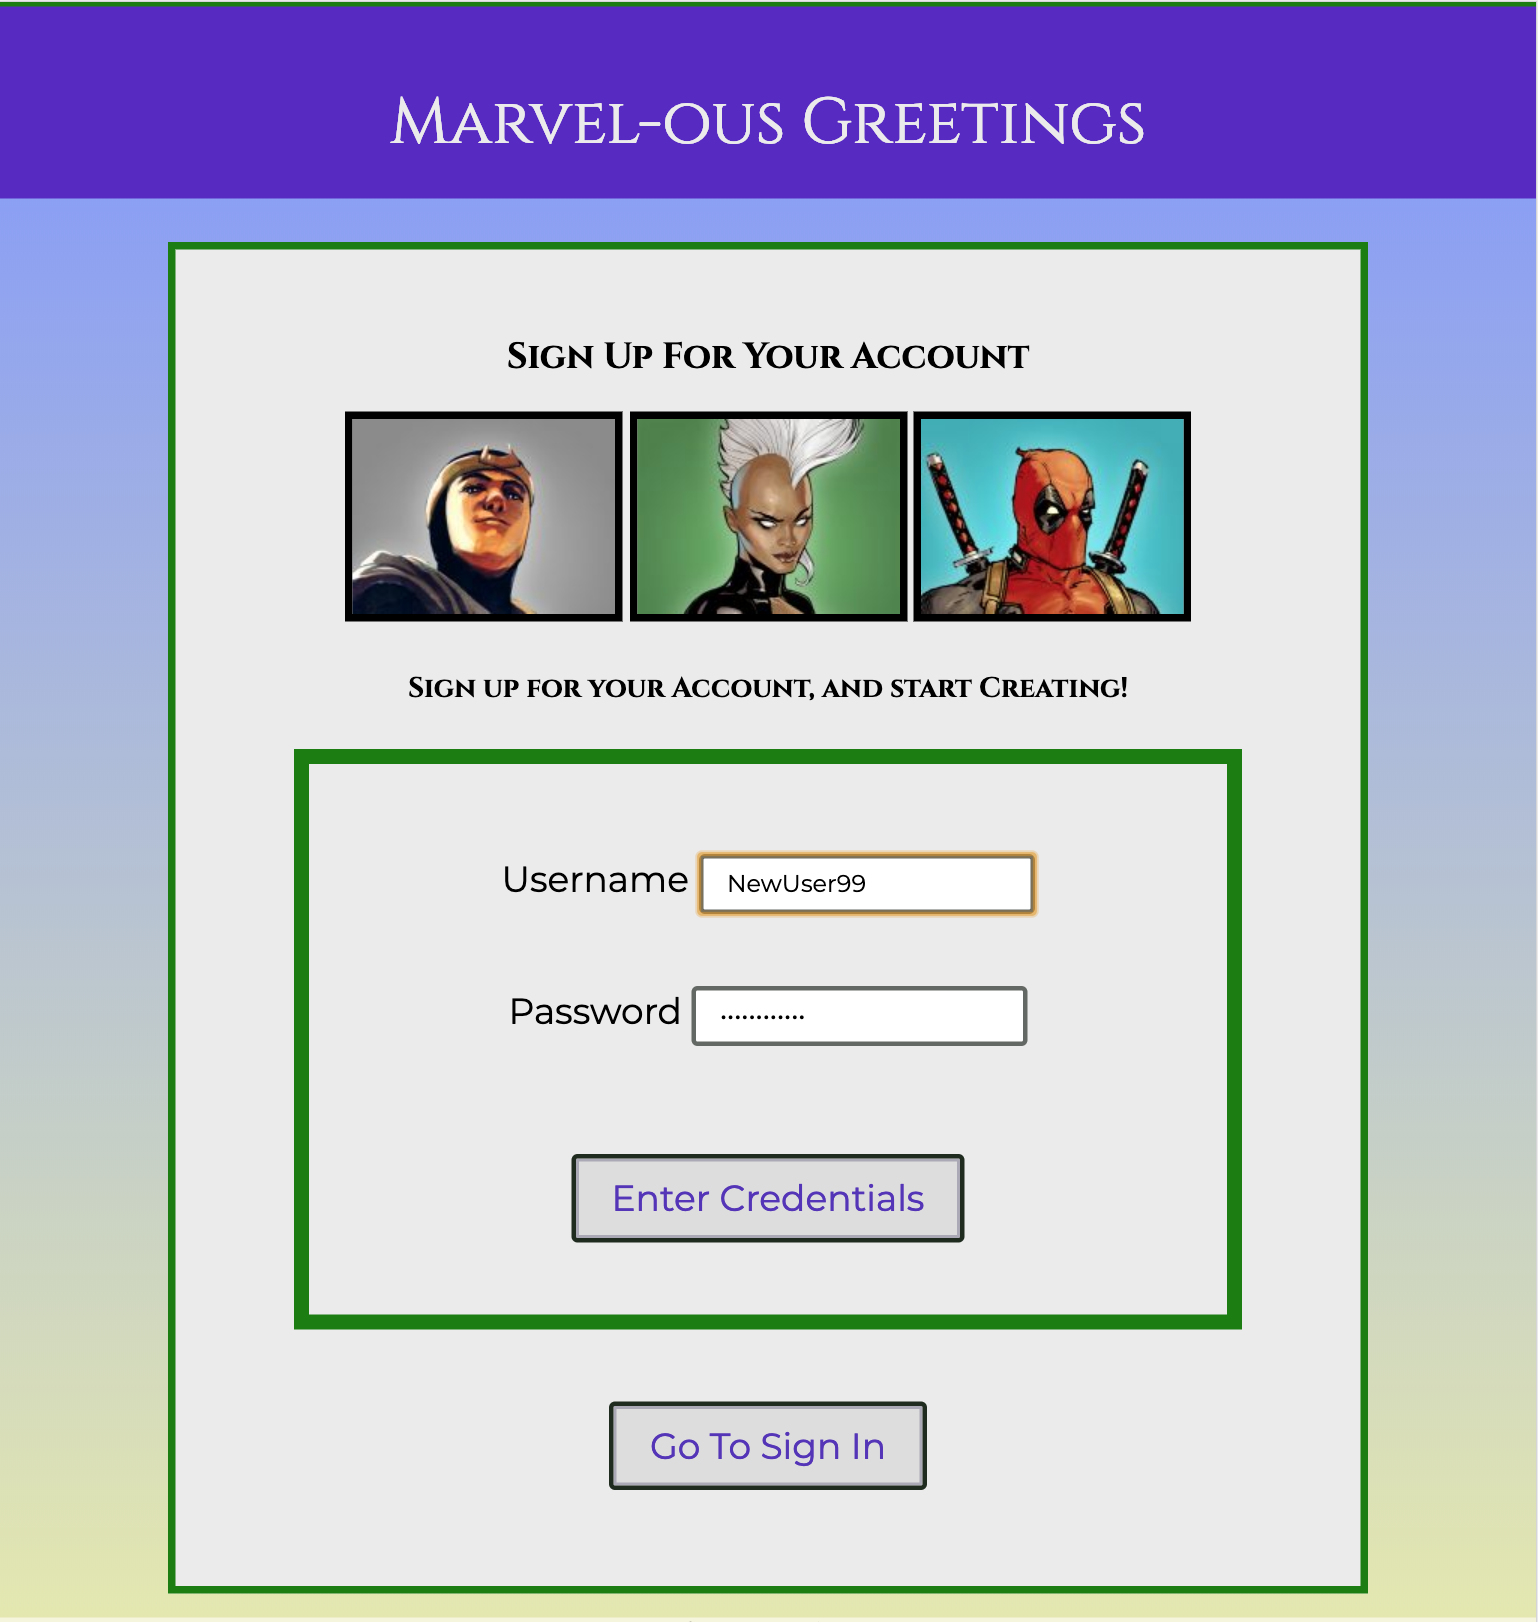 Marvel-ous Greetings
Sign Up For Your Account
Sign up for your Account, and start Creating!
Username NewUser99
Password ............
Enter Credentials
Go To Sign In